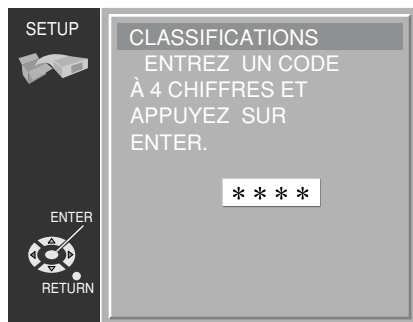 SETUP
CLASSIFICATIONS
ENTREZ UN CODE
À 4 CHIFFRES ET
APPUYEZ SUR
ENTER.
* * * *
ENTER
RETURN